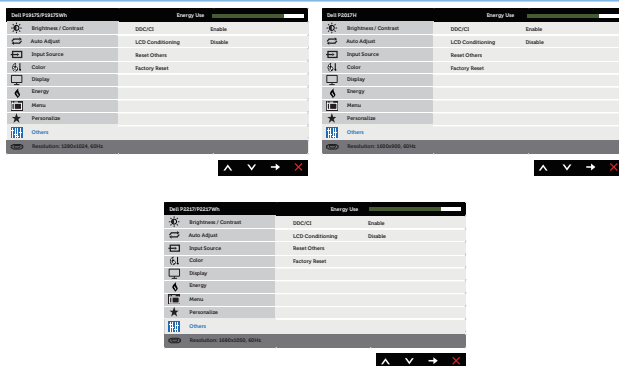 Dell P1917S/P1917SWh Energy Use
Brightness / Contrast DDC/CI Enable
Auto Adjust LCD Conditioning Disable
Input Source Reset Others
Color Factory Reset
Display
Energy
Menu
Personalize
Others
Resolution: 1280x1024, 60Hz
Dell P2017H Energy Use
Brightness / Contrast DDC/CI Enable
Auto Adjust LCD Conditioning Disable
Input Source Reset Others
Color Factory Reset
Display
Energy
Menu
Personalize
Others
Resolution: 1600x900, 60Hz
Dell P2217/P2217Wh Energy Use
Brightness / Contrast DDC/CI Enable
Auto Adjust LCD Conditioning Disable
Input Source Reset Others
Color Factory Reset
Display
Energy
Menu
Personalize
Others
Resolution: 1680x1050, 60Hz